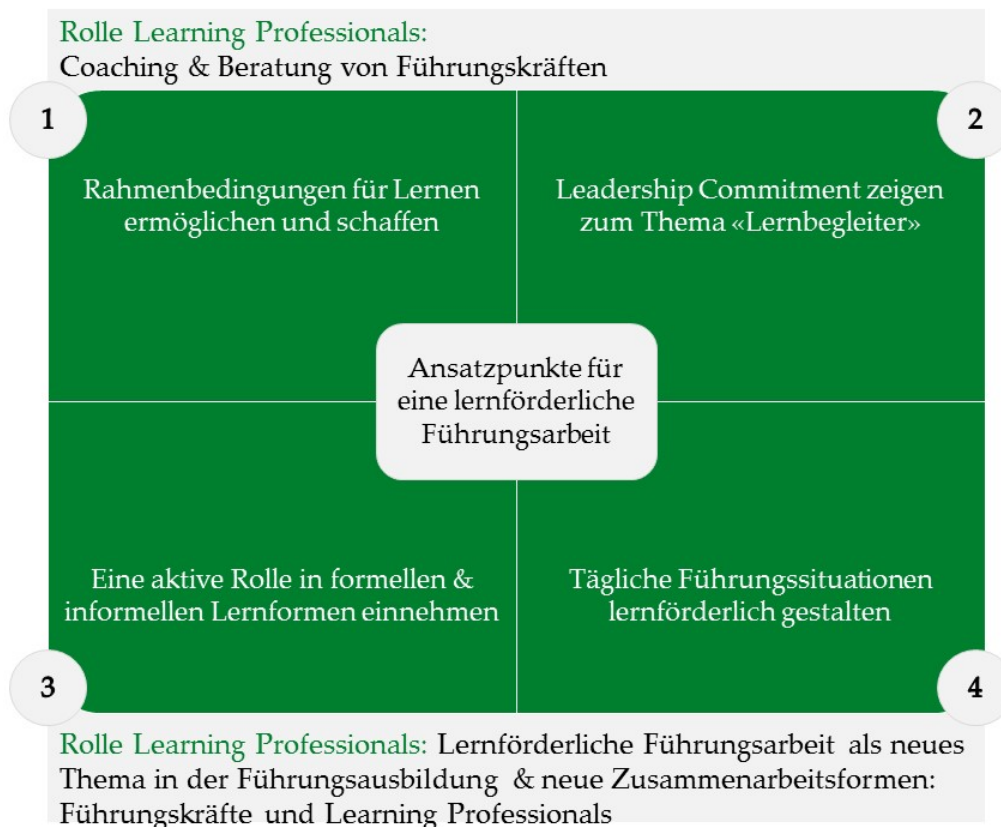 Rolle Learning Professionals:
Coaching & Beratung von Führungskräften
1
2
Rahmenbedingungen für Lernen
ermöglichen und schaffen
Leadership Commitment zeigen
zum Thema «Lernbegleiter»
Ansatzpunkte für
eine lernförderliche
Führungsarbeit
Eine aktive Rolle in formellen &
informellen Lernformen einnehmen
Tägliche Führungssituationen
lernförderlich gestalten
3
4
Rolle Learning Professionals: Lernförderliche Führungsarbeit als neues
Thema in der Führungsausbildung & neue Zusammenarbeitsformen:
Führungskräfte und Learning Professionals